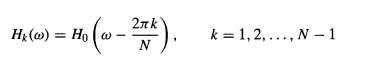 H_k(ω) = H_0(ω − 2πk/N),  k = 1, 2, ..., N − 1